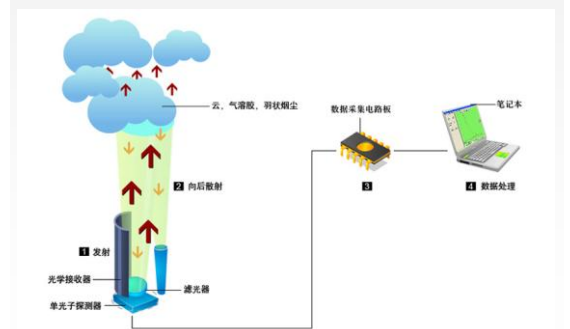 云，气溶胶，羽状烟尘
数据采集电路板
笔记本
2 向后散射
3
4 数据处理
1 发射
光学接收器
滤光器
单光子探测器